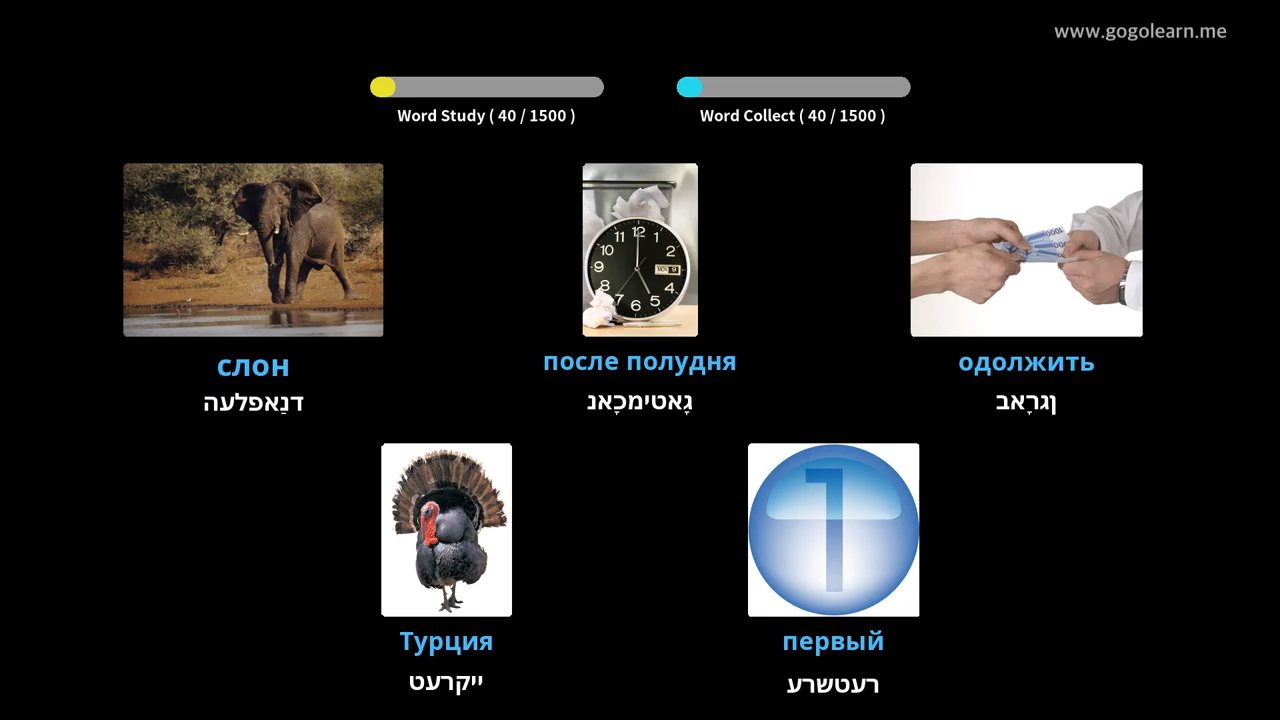 www.gogolearn.me
Word Study ( 40 / 1500 )
Word Collect ( 40 / 1500 )
слон
דנַאפלעה
после полудня
גָאטימכָאנ
одолжить
ןגרָאב
Турция
ייקרעט
первый
רעטשרע